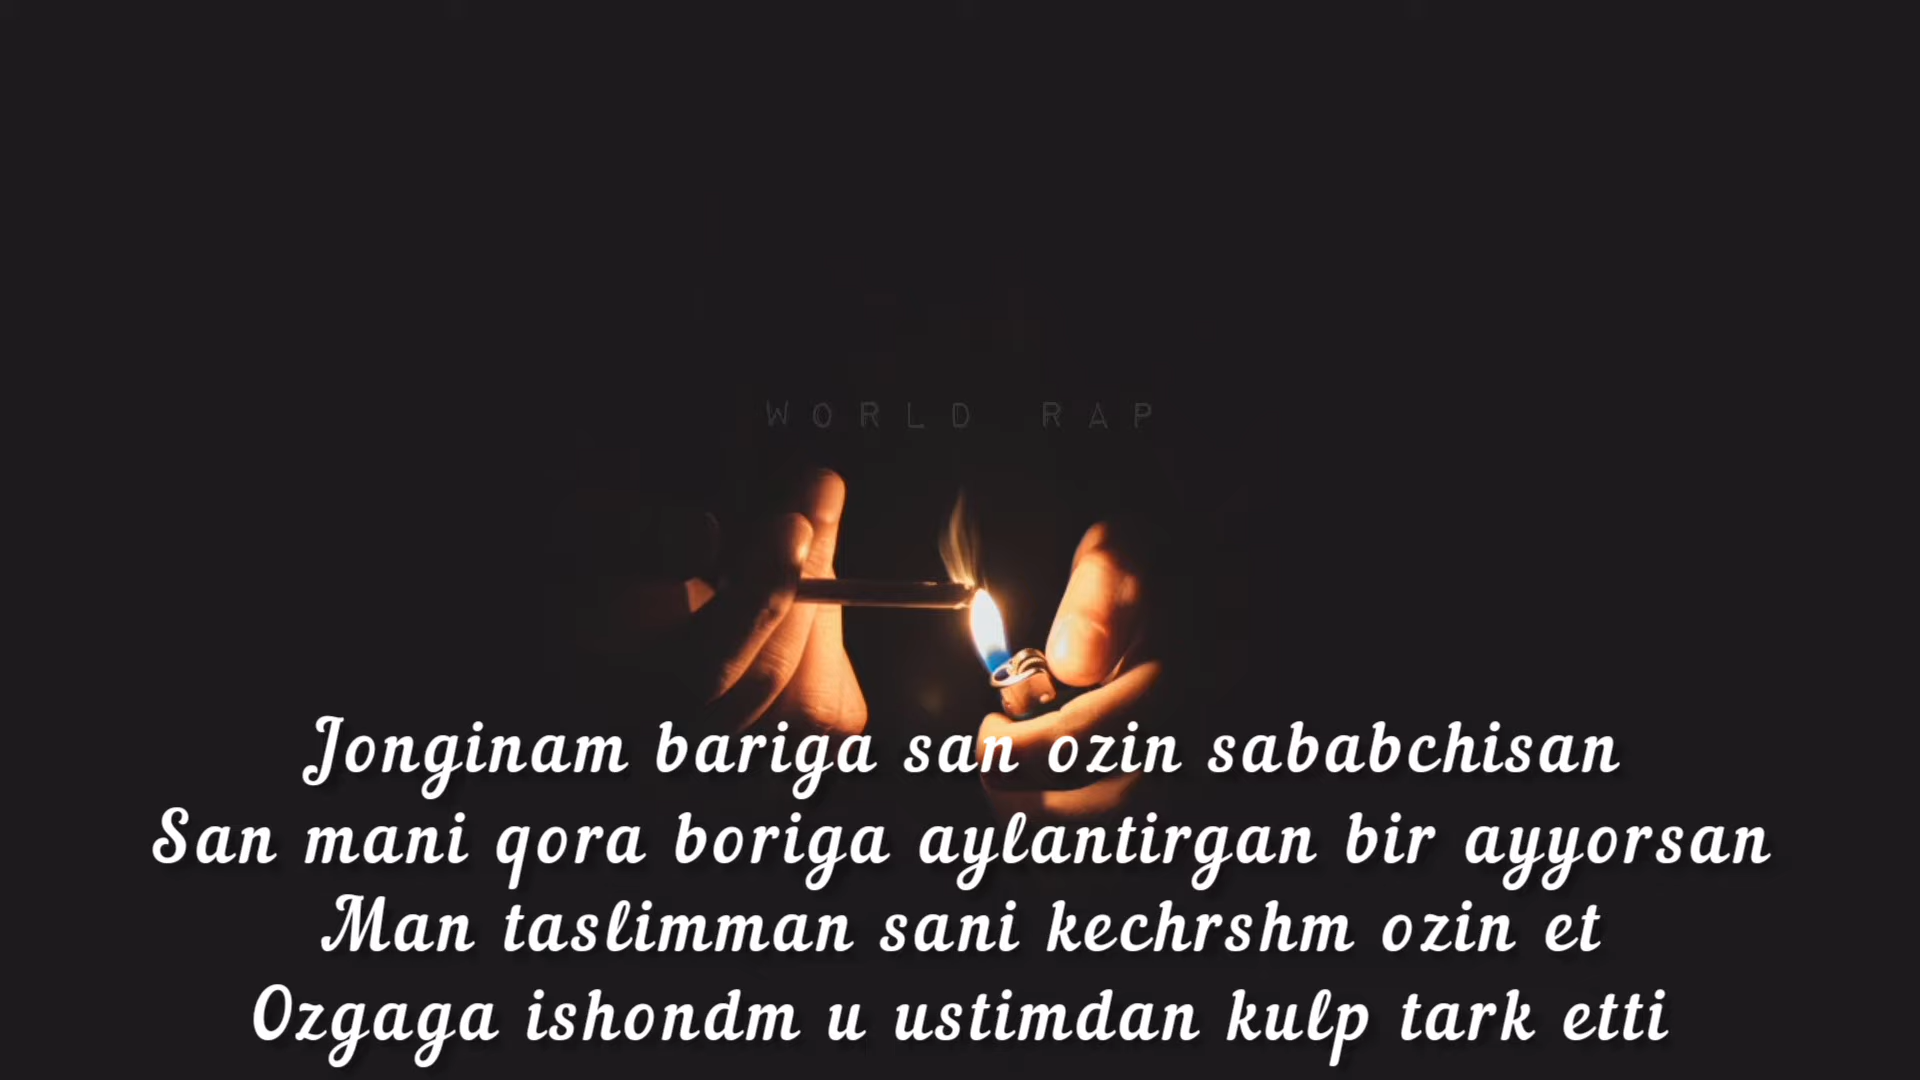 WORLD RAP
Jonginam bariga san ozin sababchisan
San mani qora boriga aylantirgan bir ayyorsan
Man taslimman sani kechrshm ozin et
Ozgaga ishondm u ustimdan kulp tark etti